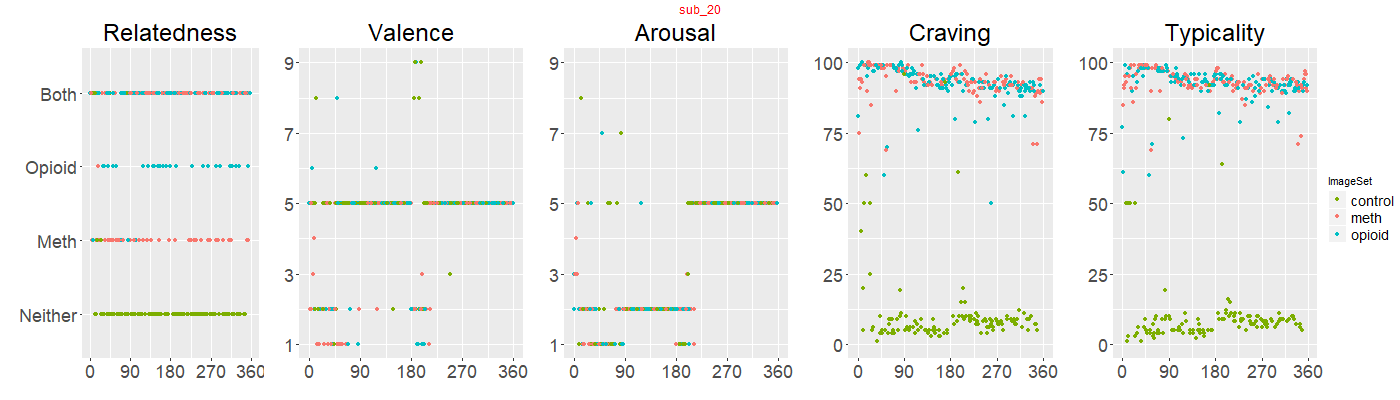 sub_20
Relatedness
Valence
Arousal
Craving
Typicality
Both
Opioid
Meth
Neither
0 90 180 270 360
9
7
5
3
1
0 90 180 270 360
9
7
5
3
1
0 90 180 270 360
100
75
50
25
0
0 90 180 270 360
100
75
50
25
0
0 90 180 270 360
ImageSet
control
meth
opioid